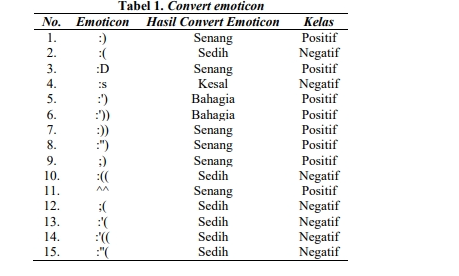 Tabel 1. Convert emoticon
No. Emoticon Hasil Convert Emoticon Kelas
1. :) Senang Positif
2. :( Sedih Negatif
3. :D Senang Positif
4. :s Kesal Negatif
5. :') Bahagia Positif
6. :')) Bahagia Positif
7. :)) Senang Positif
8. :") Senang Positif
9. ;) Senang Positif
10. :(( Sedih Negatif
11. ^^ Senang Positif
12. ;( Sedih Negatif
13. :'( Sedih Negatif
14. :'(( Sedih Negatif
15. :"( Sedih Negatif